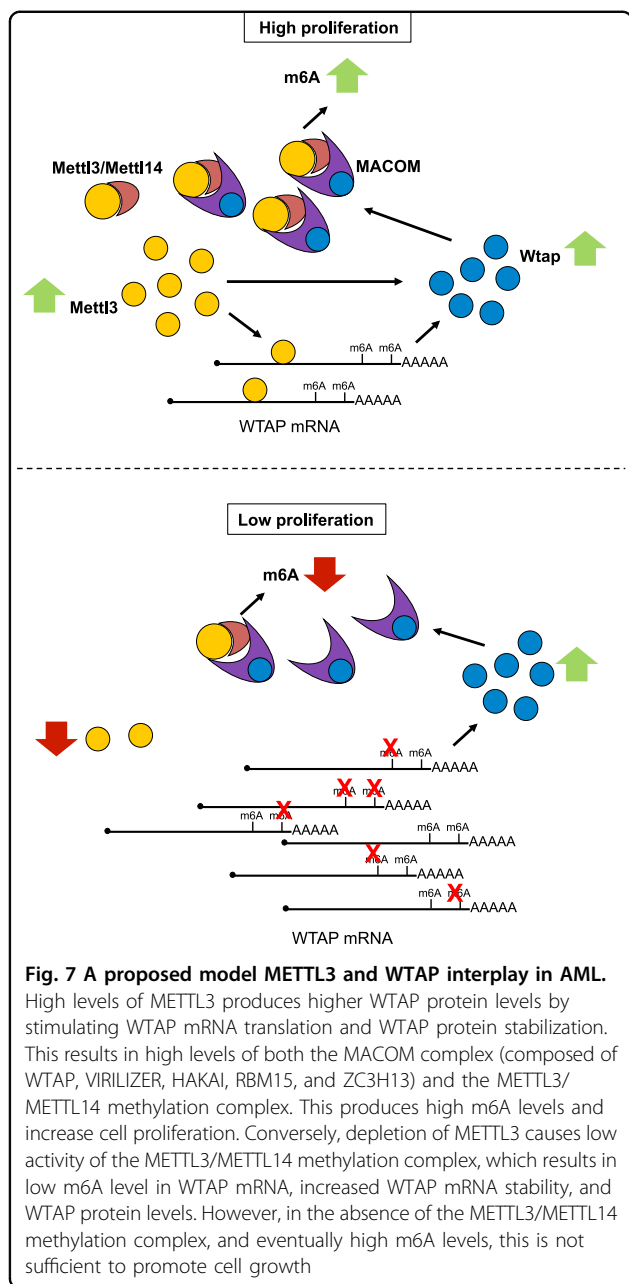 High proliferation
m6A
Mettl3/Mettl14
MACOM
Wtap
Mettl3
m6A m6A
AAAAA
m6A m6A
AAAAA
WTAP mRNA
Low proliferation
m6A
m6A m6A
AAAAA
m6A m6A
AAAAA
m6A m6A
AAAAA
m6A m6A
AAAAA
m6A m6A
AAAAA
m6A m6A
AAAAA
WTAP mRNA
Fig. 7 A proposed model METTL3 and WTAP interplay in AML.
High levels of METTL3 produces higher WTAP protein levels by
stimulating WTAP mRNA translation and WTAP protein stabilization.
This results in high levels of both the MACOM complex (composed of
WTAP, VIRILIZER, HAKAI, RBM15, and ZC3H13) and the METTL3/
METTL14 methylation complex. This produces high m6A levels and
increase cell proliferation. Conversely, depletion of METTL3 causes low
activity of the METTL3/METTL14 methylation complex, which results in
low m6A level in WTAP mRNA, increased WTAP mRNA stability, and
WTAP protein levels. However, in the absence of the METTL3/METTL14
methylation complex, and eventually high m6A levels, this is not
sufficient to promote cell growth